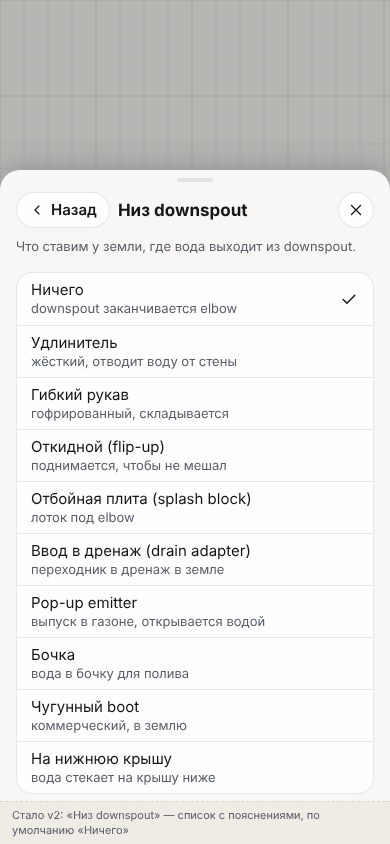 Назад
Низ downspout
Что ставим у земли, где вода выходит из downspout.
Ничего
downspout заканчивается elbow
Удлинитель
жёсткий, отводит воду от стены
Гибкий рукав
гофрированный, складывается
Откидной (flip-up)
поднимается, чтобы не мешал
Отбойная плита (splash block)
лоток под elbow
Ввод в дренаж (drain adapter)
переходник в дренаж в земле
Pop-up emitter
выпуск в газоне, открывается водой
Бочка
вода в бочку для полива
Чугунный boot
коммерческий, в землю
На нижнюю крышу
вода стекает на крышу ниже
Стало v2: «Низ downspout» — список с пояснениями, по
умолчанию «Ничего»